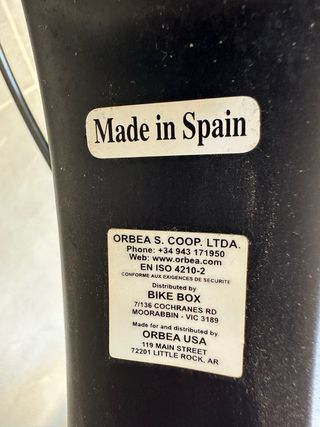 Made in Spain
ORBEA S. COOP. LTDA.
Phone: +34 943 171950
Web: www.orbea.com
EN ISO 4210-2
CONFORME AUX EXIGENCES DE SECURITE
Distributed by
BIKE BOX
7/136 COCHRANES RD
MOORABBIN - VIC 3189
Made for and distributed by
ORBEA USA
119 MAIN STREET
72201 LITTLE ROCK, AR